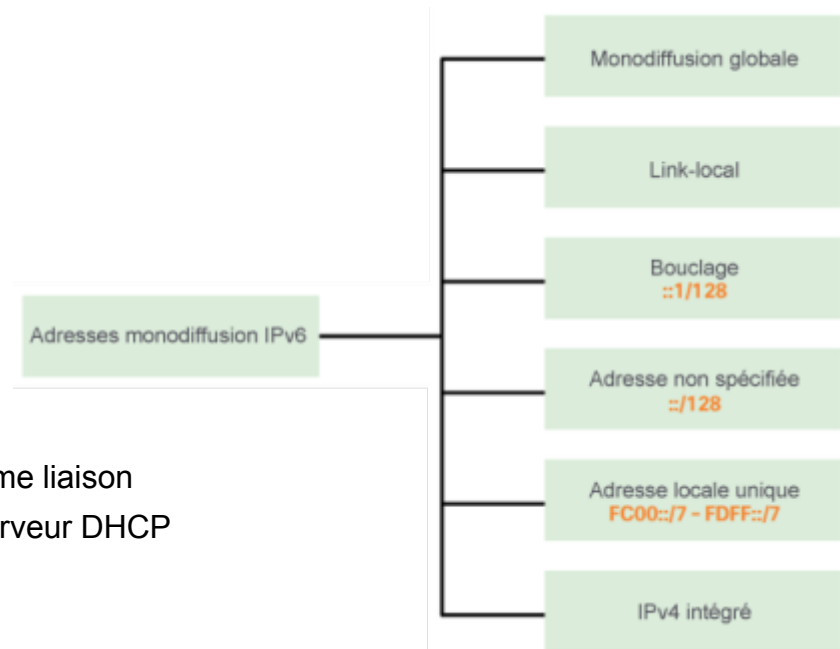 Monodiffusion globale
Link-local
Bouclage
::1/128
Adresses monodiffusion IPv6
Adresse non spécifiée
::/128
me liaison
rveur DHCP
Adresse locale unique
FC00::/7 - FDFF::/7
IPv4 intégré